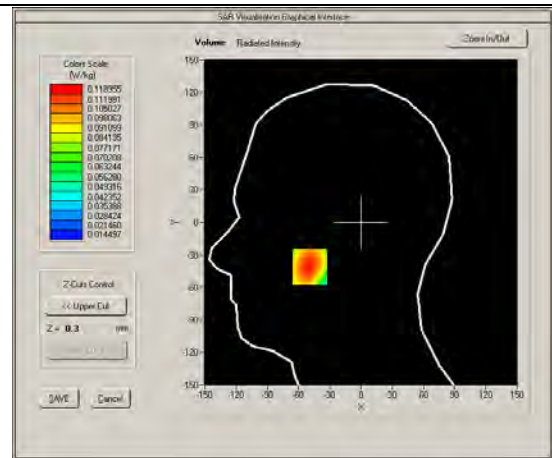 SAR Visualisation Graphical Interface
Volume Radiated Intensity
Zoom In/Out
Colors Scale
(W/kg)
0.118955
0.111991
0.105027
0.098063
0.091099
0.084135
0.077171
0.070208
0.063244
0.056280
0.049316
0.042352
0.035388
0.028424
0.021460
0.014497
150
120
90
60
30
0
-30
-60
-90
-120
-150
Y
-150 -120 -90 -60 -30 0 30 60 90 120 150
X
Z-Cuts Control
<< Upper Cut
Z = 0.3 mm
SAVE
Cancel